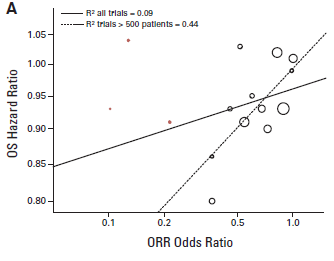 A
R² all trials = 0.09
R² trials > 500 patients = 0.44
1.05
1.00
0.95
0.90
0.85
0.80
OS Hazard Ratio
0.1 0.2 0.5 1.0
ORR Odds Ratio